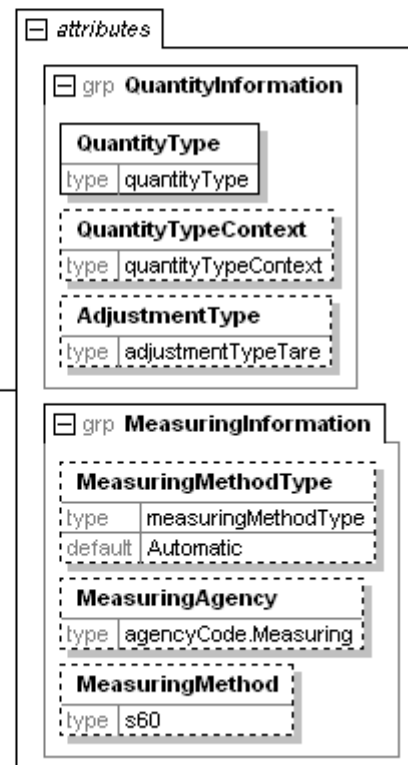 attributes
grp QuantityInformation
QuantityType
type quantityType
QuantityTypeContext
type quantityTypeContext
AdjustmentType
type adjustmentTypeTare
grp MeasuringInformation
MeasuringMethodType
type measuringMethodType
default Automatic
MeasuringAgency
type agencyCode.Measuring
MeasuringMethod
type s60